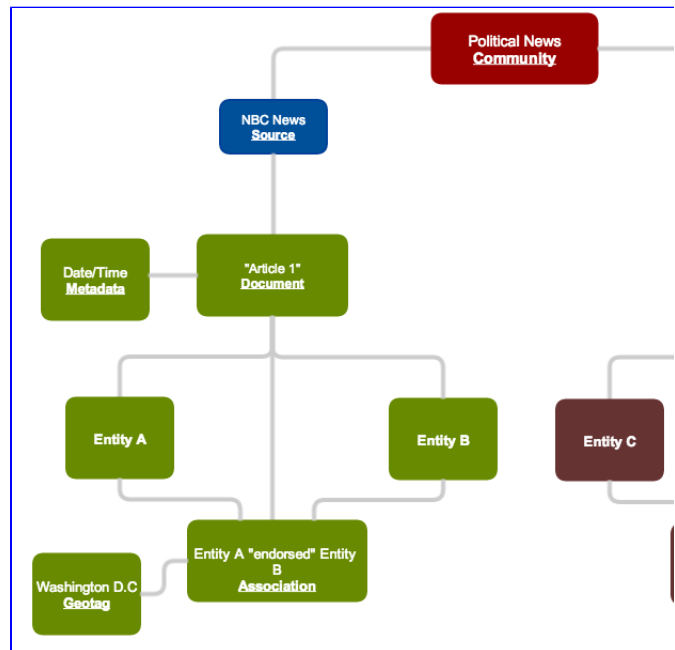 Political News
Community
NBC News
Source
Date/Time
Metadata
"Article 1"
Document
Entity A
Entity B
Entity C
Entity A "endorsed" Entity
B
Association
Washington D.C
Geotag